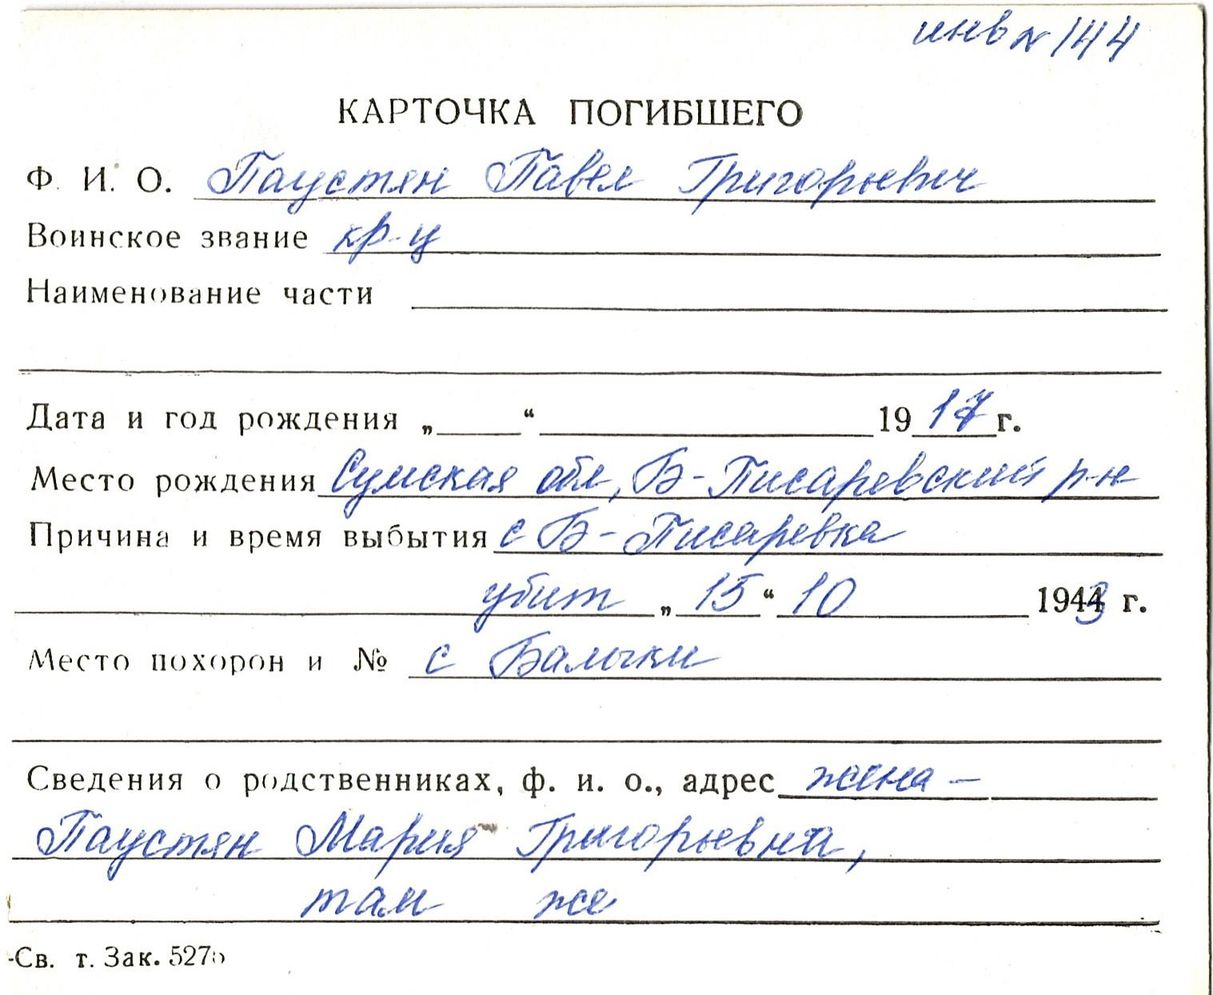 инв № 144
КАРТОЧКА ПОГИБШЕГО
Ф. И. О. Паустян Павел Григорьевич
Воинское звание кр-ц
Наименование части
Дата и год рождения „ “ 1917 г.
Место рождения Сумская обл, Б-Писаревский р-н
Причина и время выбытия с Б-Писаревка
убит „ 15 “ 10 1943 г.
Место похорон и № с Балыки
Сведения о родственниках, ф. и. о., адрес жена –
Паустян Мария Григорьевна,
там же
Св. т. Зак. 5275